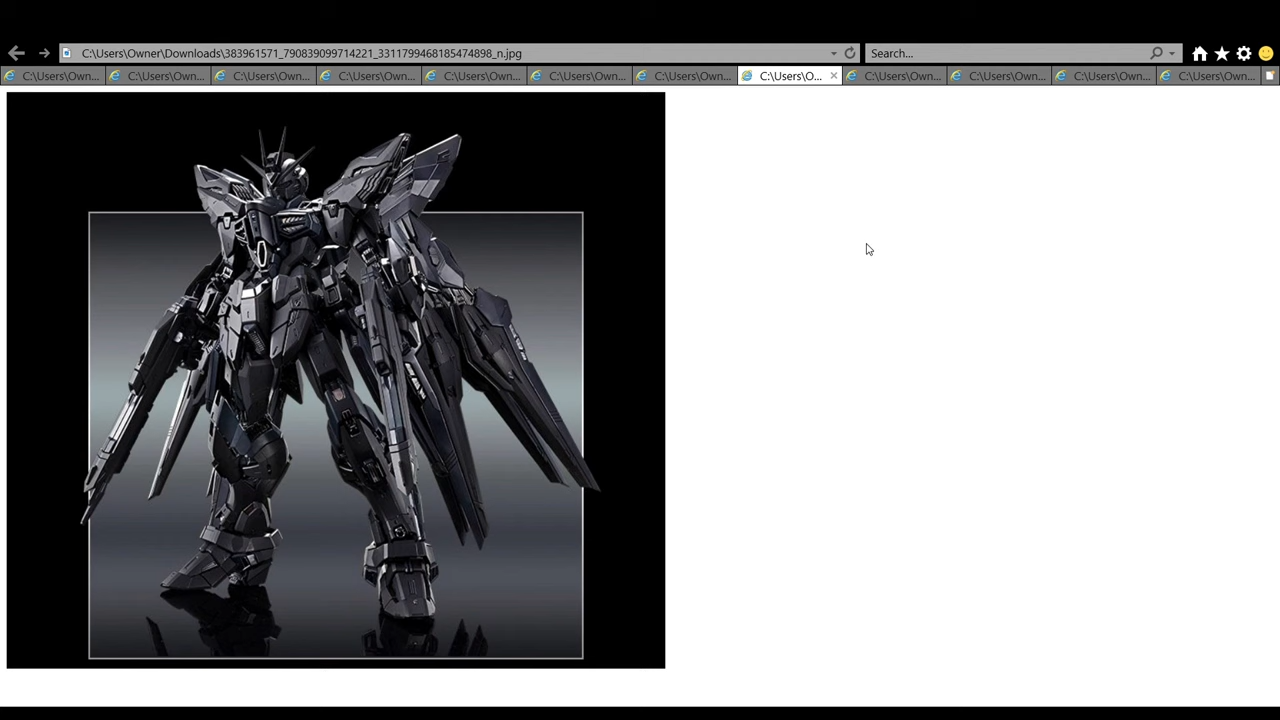 C:\Users\Owner\Downloads\383961571_790839099714221_3311799468185474898_n.jpg
Search...
C:\Users\Own... C:\Users\Own... C:\Users\Own... C:\Users\Own... C:\Users\Own... C:\Users\Own... C:\Users\Own... C:\Users\O... C:\Users\Own... C:\Users\Own... C:\Users\Own... C:\Users\Own...